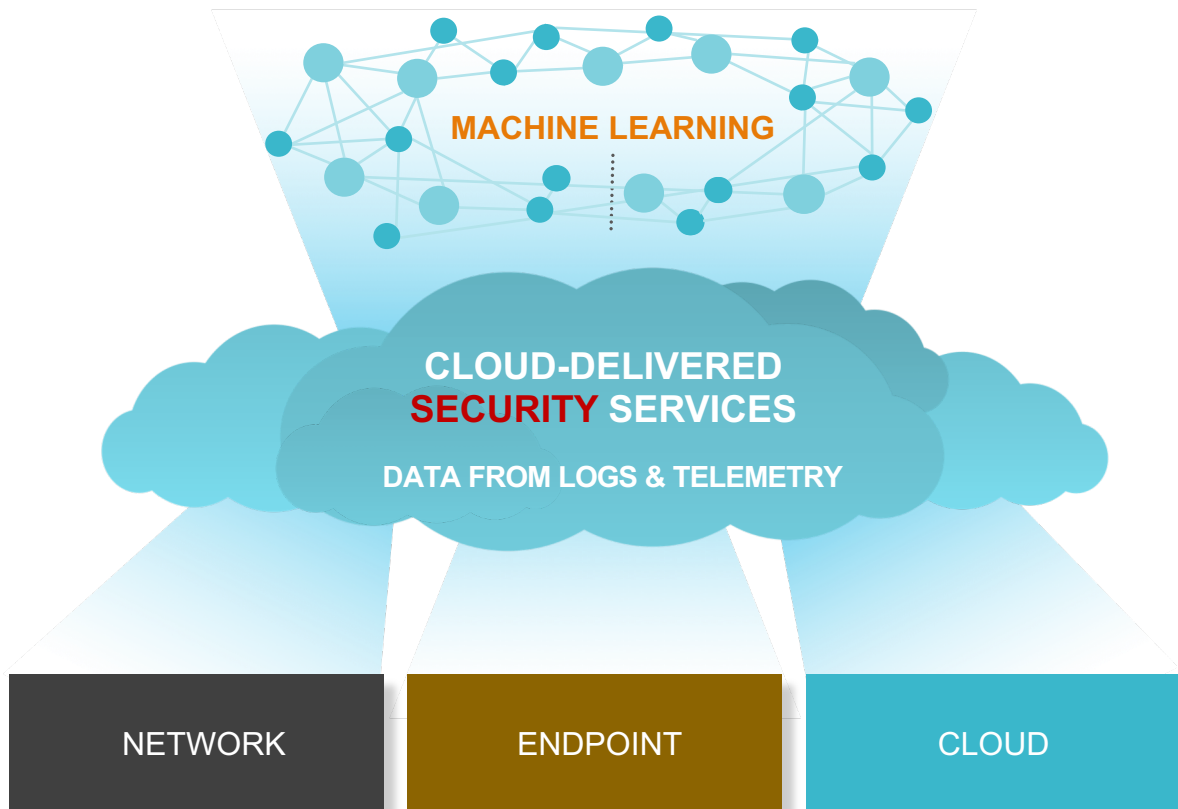 MACHINE LEARNING
CLOUD-DELIVERED
SECURITY SERVICES
DATA FROM LOGS & TELEMETRY
NETWORK
ENDPOINT
CLOUD